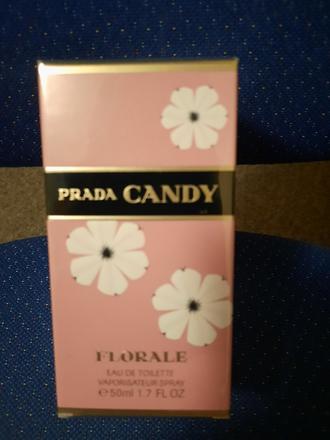 PRADA CANDY
FLORALE
EAU DE TOILETTE
VAPORISATEUR SPRAY
℮50ml 1.7 FL OZ